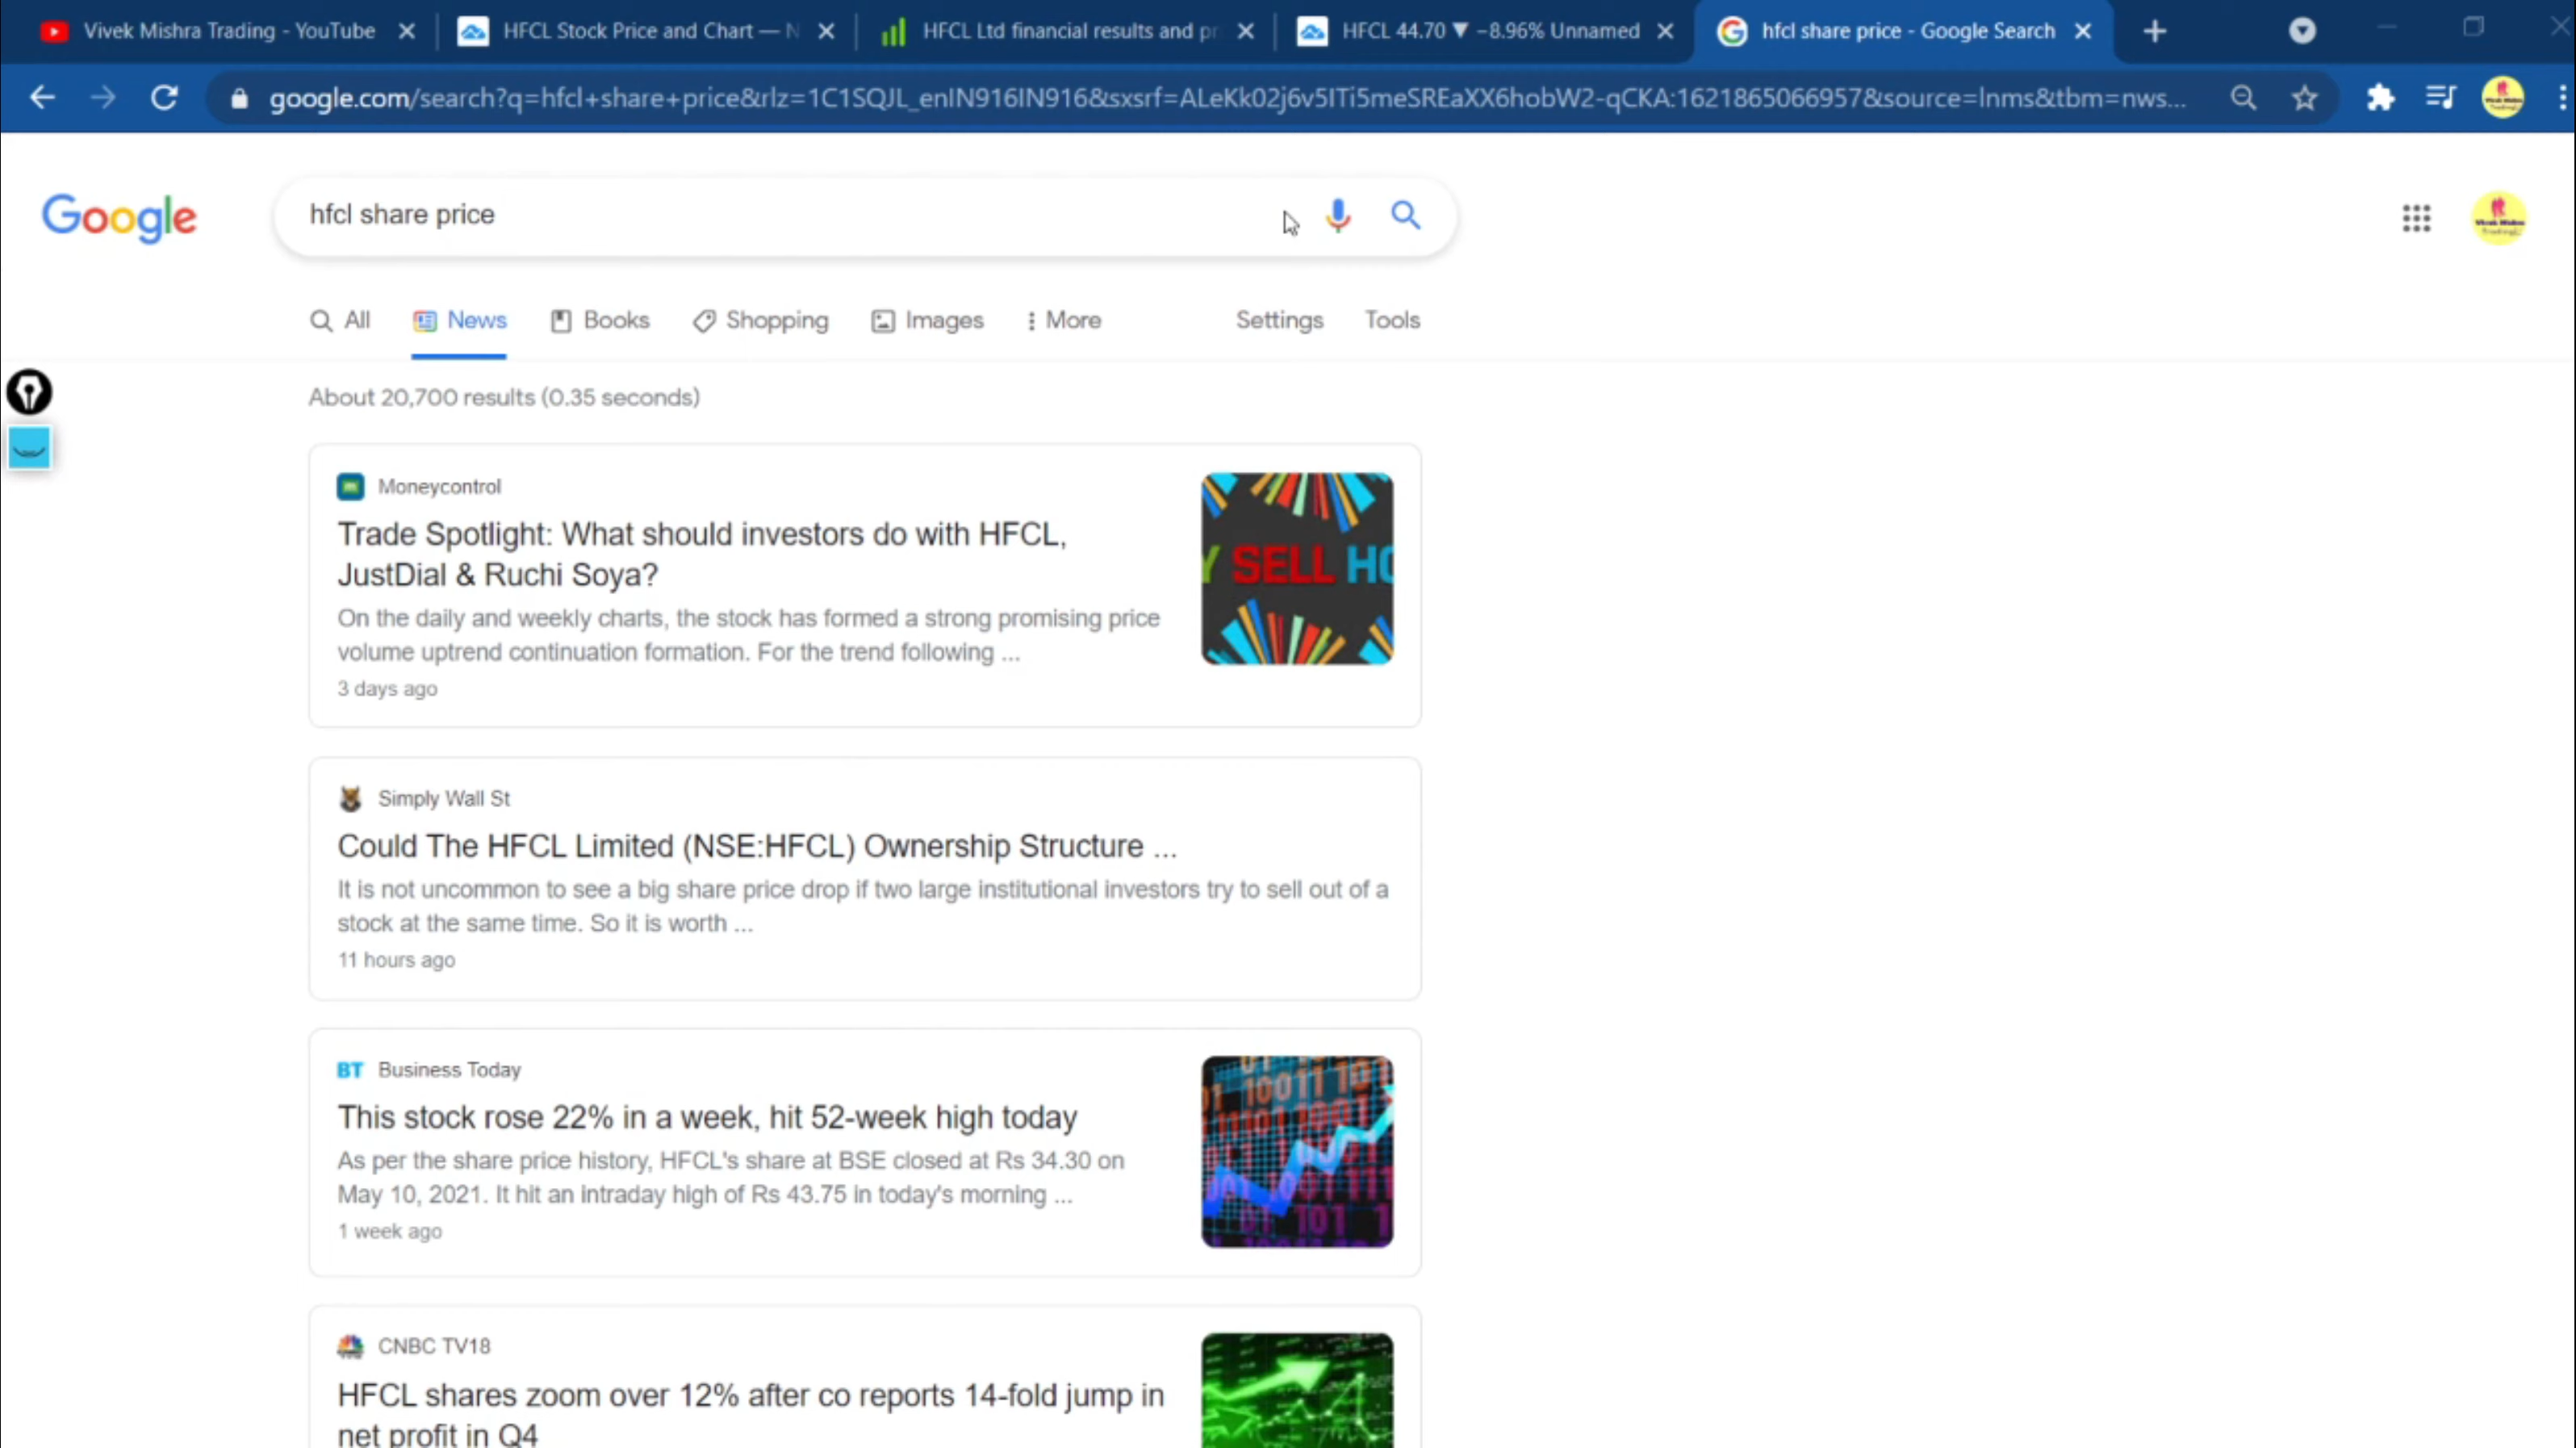 Vivek Mishra Trading - YouTube
HFCL Stock Price and Chart — N
HFCL Ltd financial results and pr
HFCL 44.70 ▼ −8.96% Unnamed
hfcl share price - Google Search
google.com/search?q=hfcl+share+price&rlz=1C1SQJL_enIN916IN916&sxsrf=ALeKk02j6v5ITi5meSREaXX6hobW2-qCKA:1621865066957&source=lnms&tbm=nws...
Google
hfcl share price
All News Books Shopping Images More Settings Tools
About 20,700 results (0.35 seconds)
Moneycontrol
Trade Spotlight: What should investors do with HFCL,
JustDial & Ruchi Soya?
On the daily and weekly charts, the stock has formed a strong promising price
volume uptrend continuation formation. For the trend following ...
3 days ago
Y SELL HO
Simply Wall St
Could The HFCL Limited (NSE:HFCL) Ownership Structure ...
It is not uncommon to see a big share price drop if two large institutional investors try to sell out of a
stock at the same time. So it is worth ...
11 hours ago
BT Business Today
This stock rose 22% in a week, hit 52-week high today
As per the share price history, HFCL's share at BSE closed at Rs 34.30 on
May 10, 2021. It hit an intraday high of Rs 43.75 in today's morning ...
1 week ago
CNBC TV18
HFCL shares zoom over 12% after co reports 14-fold jump in
net profit in Q4